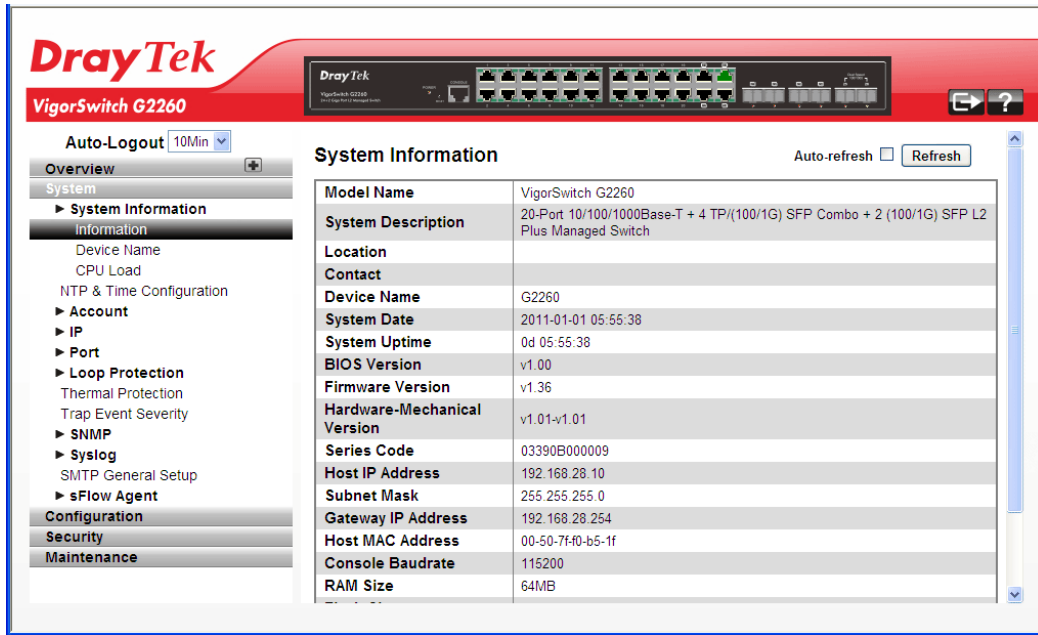 DrayTek
VigorSwitch G2260
DrayTek
VigorSwitch G2260
CONSOLE
POWER
Auto-Logout 10Min
Overview
System
► System Information
Information
Device Name
CPU Load
NTP & Time Configuration
► Account
► IP
► Port
► Loop Protection
Thermal Protection
Trap Event Severity
► SNMP
► Syslog
SMTP General Setup
► sFlow Agent
Configuration
Security
Maintenance
System Information
Auto-refresh Refresh
Model Name VigorSwitch G2260
System Description 20-Port 10/100/1000Base-T + 4 TP/(100/1G) SFP Combo + 2 (100/1G) SFP L2
Plus Managed Switch
Location
Contact
Device Name G2260
System Date 2011-01-01 05:55:38
System Uptime 0d 05:55:38
BIOS Version v1.00
Firmware Version v1.36
Hardware-Mechanical
Version v1.01-v1.01
Series Code 03390B000009
Host IP Address 192.168.28.10
Subnet Mask 255.255.255.0
Gateway IP Address 192.168.28.254
Host MAC Address 00-50-7f-f0-b5-1f
Console Baudrate 115200
RAM Size 64MB